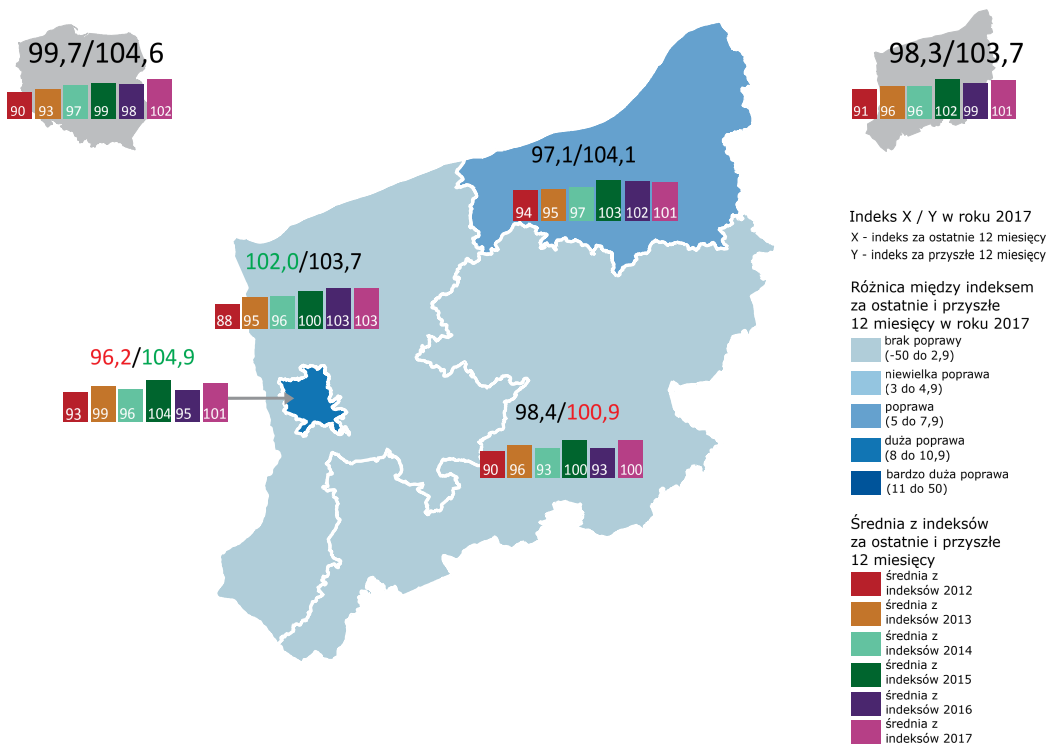 99,7/104,6
90 93 97 99 98 102
98,3/103,7
91 96 96 102 99 101
97,1/104,1
94 95 97 103 102 101
102,0/103,7
88 95 96 100 103 103
96,2/104,9
93 99 96 104 95 101
98,4/100,9
90 96 93 100 93 100
Indeks X / Y w roku 2017
X - indeks za ostatnie 12 miesięcy
Y - indeks za przyszłe 12 miesięcy
Różnica między indeksem
za ostatnie i przyszłe
12 miesięcy w roku 2017
brak poprawy
(-50 do 2,9)
niewielka poprawa
(3 do 4,9)
poprawa
(5 do 7,9)
duża poprawa
(8 do 10,9)
bardzo duża poprawa
(11 do 50)
Średnia z indeksów
za ostatnie i przyszłe
12 miesięcy
średnia z
indeksów 2012
średnia z
indeksów 2013
średnia z
indeksów 2014
średnia z
indeksów 2015
średnia z
indeksów 2016
średnia z
indeksów 2017